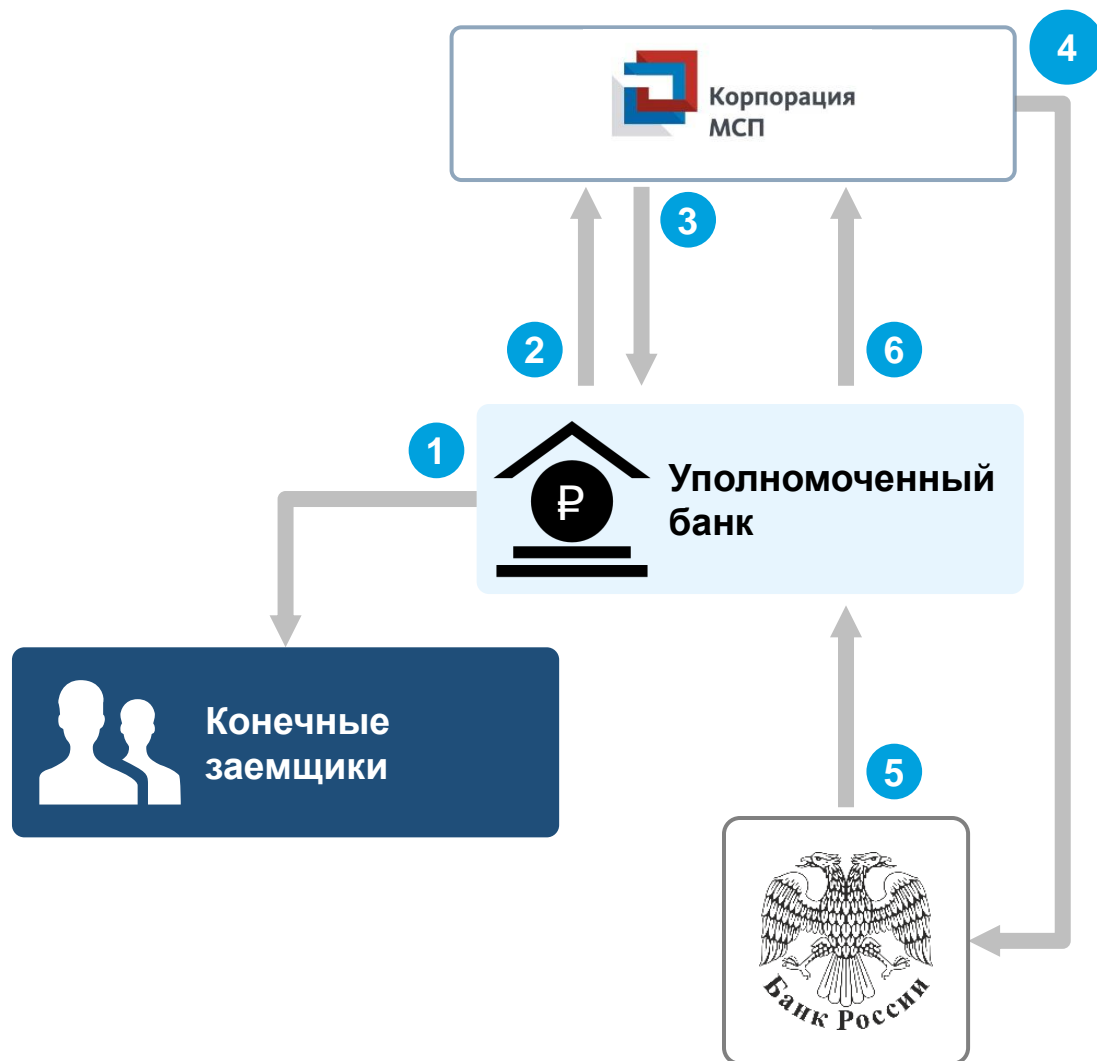 4
Корпорация
МСП
3
2
6
1
₽
Уполномоченный
банк
Конечные
заемщики
5
Банк России